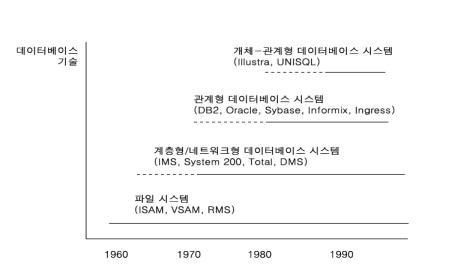 데이터베이스
기술
개체-관계형 데이터베이스 시스템
(Illustra, UNISQL)
관계형 데이터베이스 시스템
(DB2, Oracle, Sybase, Informix, Ingress)
계층형/네트워크형 데이터베이스 시스템
(IMS, System 200, Total, DMS)
파일 시스템
(ISAM, VSAM, RMS)
1960 1970 1980 1990